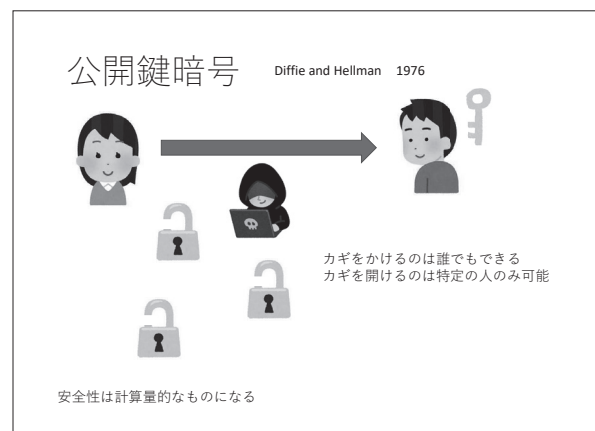 公開鍵暗号
Diffie and Hellman 1976
カギをかけるのは誰でもできる
カギを開けるのは特定の人のみ可能
安全性は計算量的なものになる